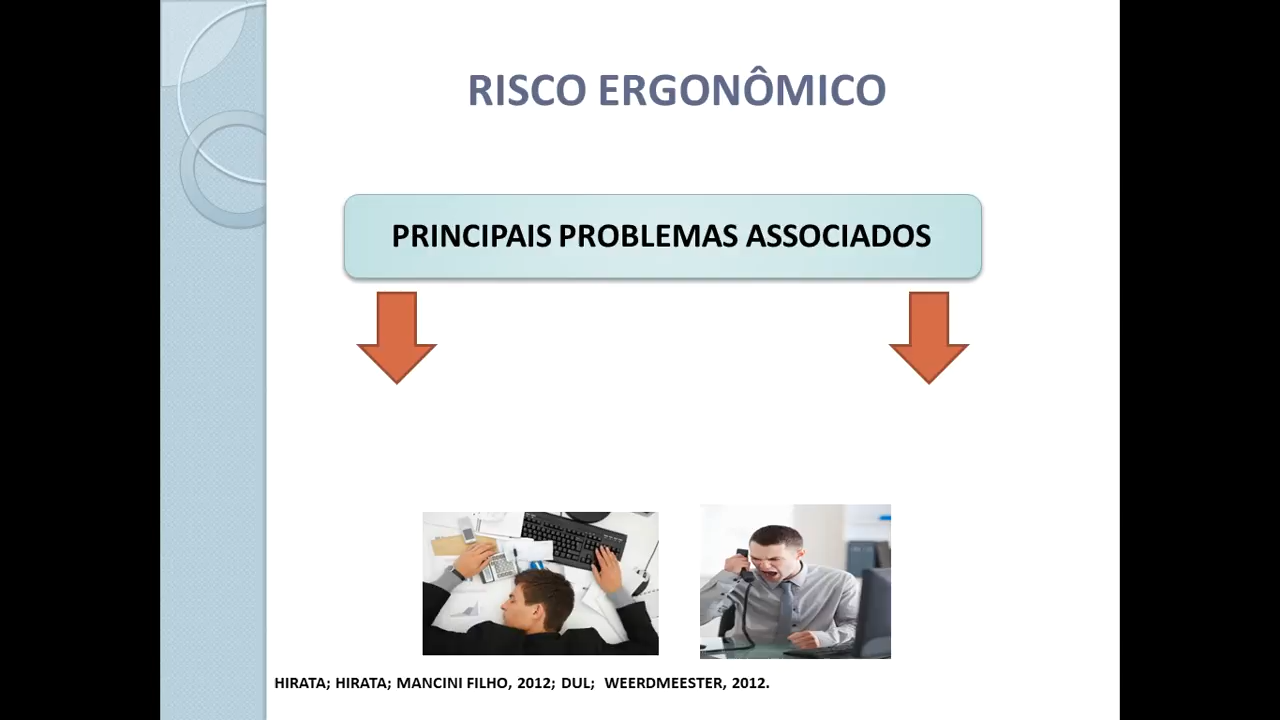 RISCO ERGONÔMICO
PRINCIPAIS PROBLEMAS ASSOCIADOS
HIRATA; HIRATA; MANCINI FILHO, 2012; DUL; WEERDMEESTER, 2012.